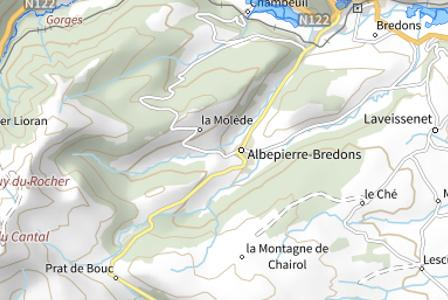 N122
Chambeuil
Gorges
N122
Bredons
er Lioran
la Molède
Laveissenet
Albepierre-Bredons
uy du Rocher
le Ché
M
u Cantal
la Montagne de
Chairol
Prat de Bouc
Lesc